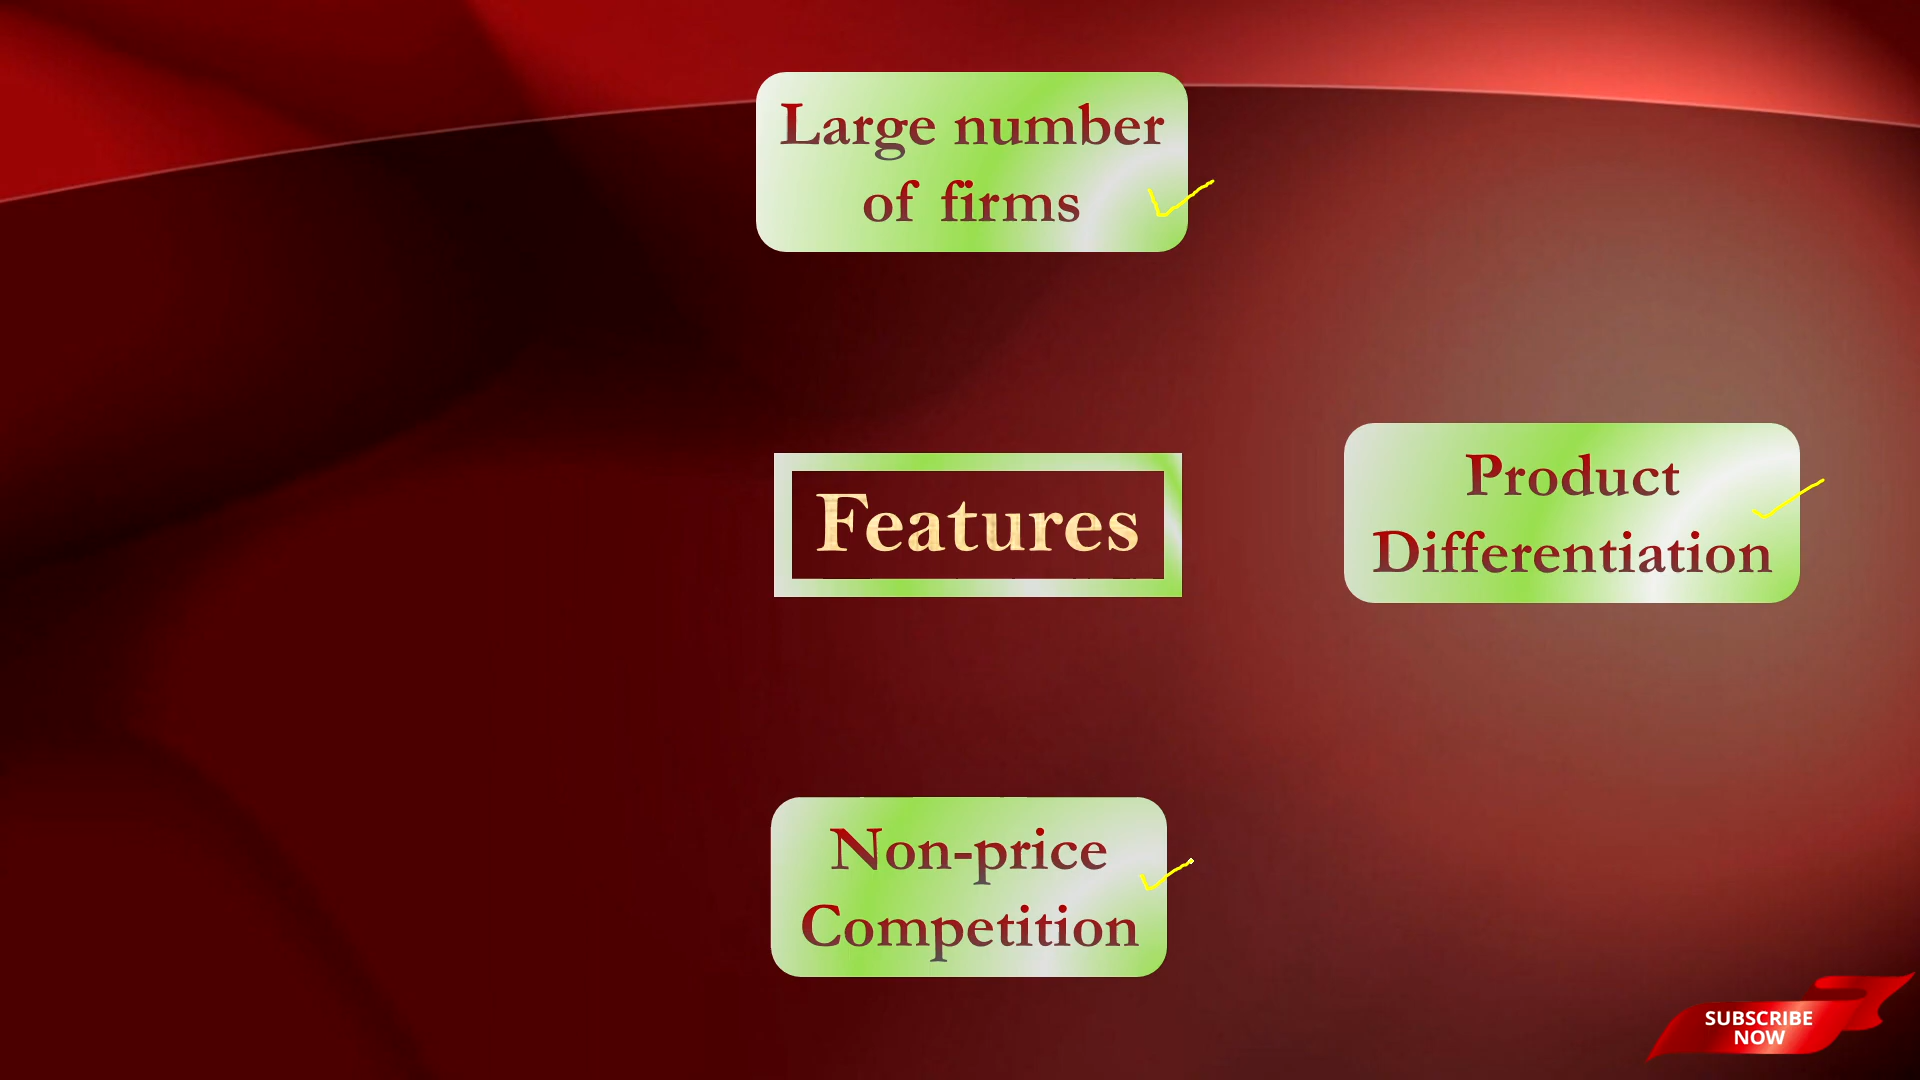 Large number
of firms
Features
Product
Differentiation
Non-price
Competition
SUBSCRIBE
NOW